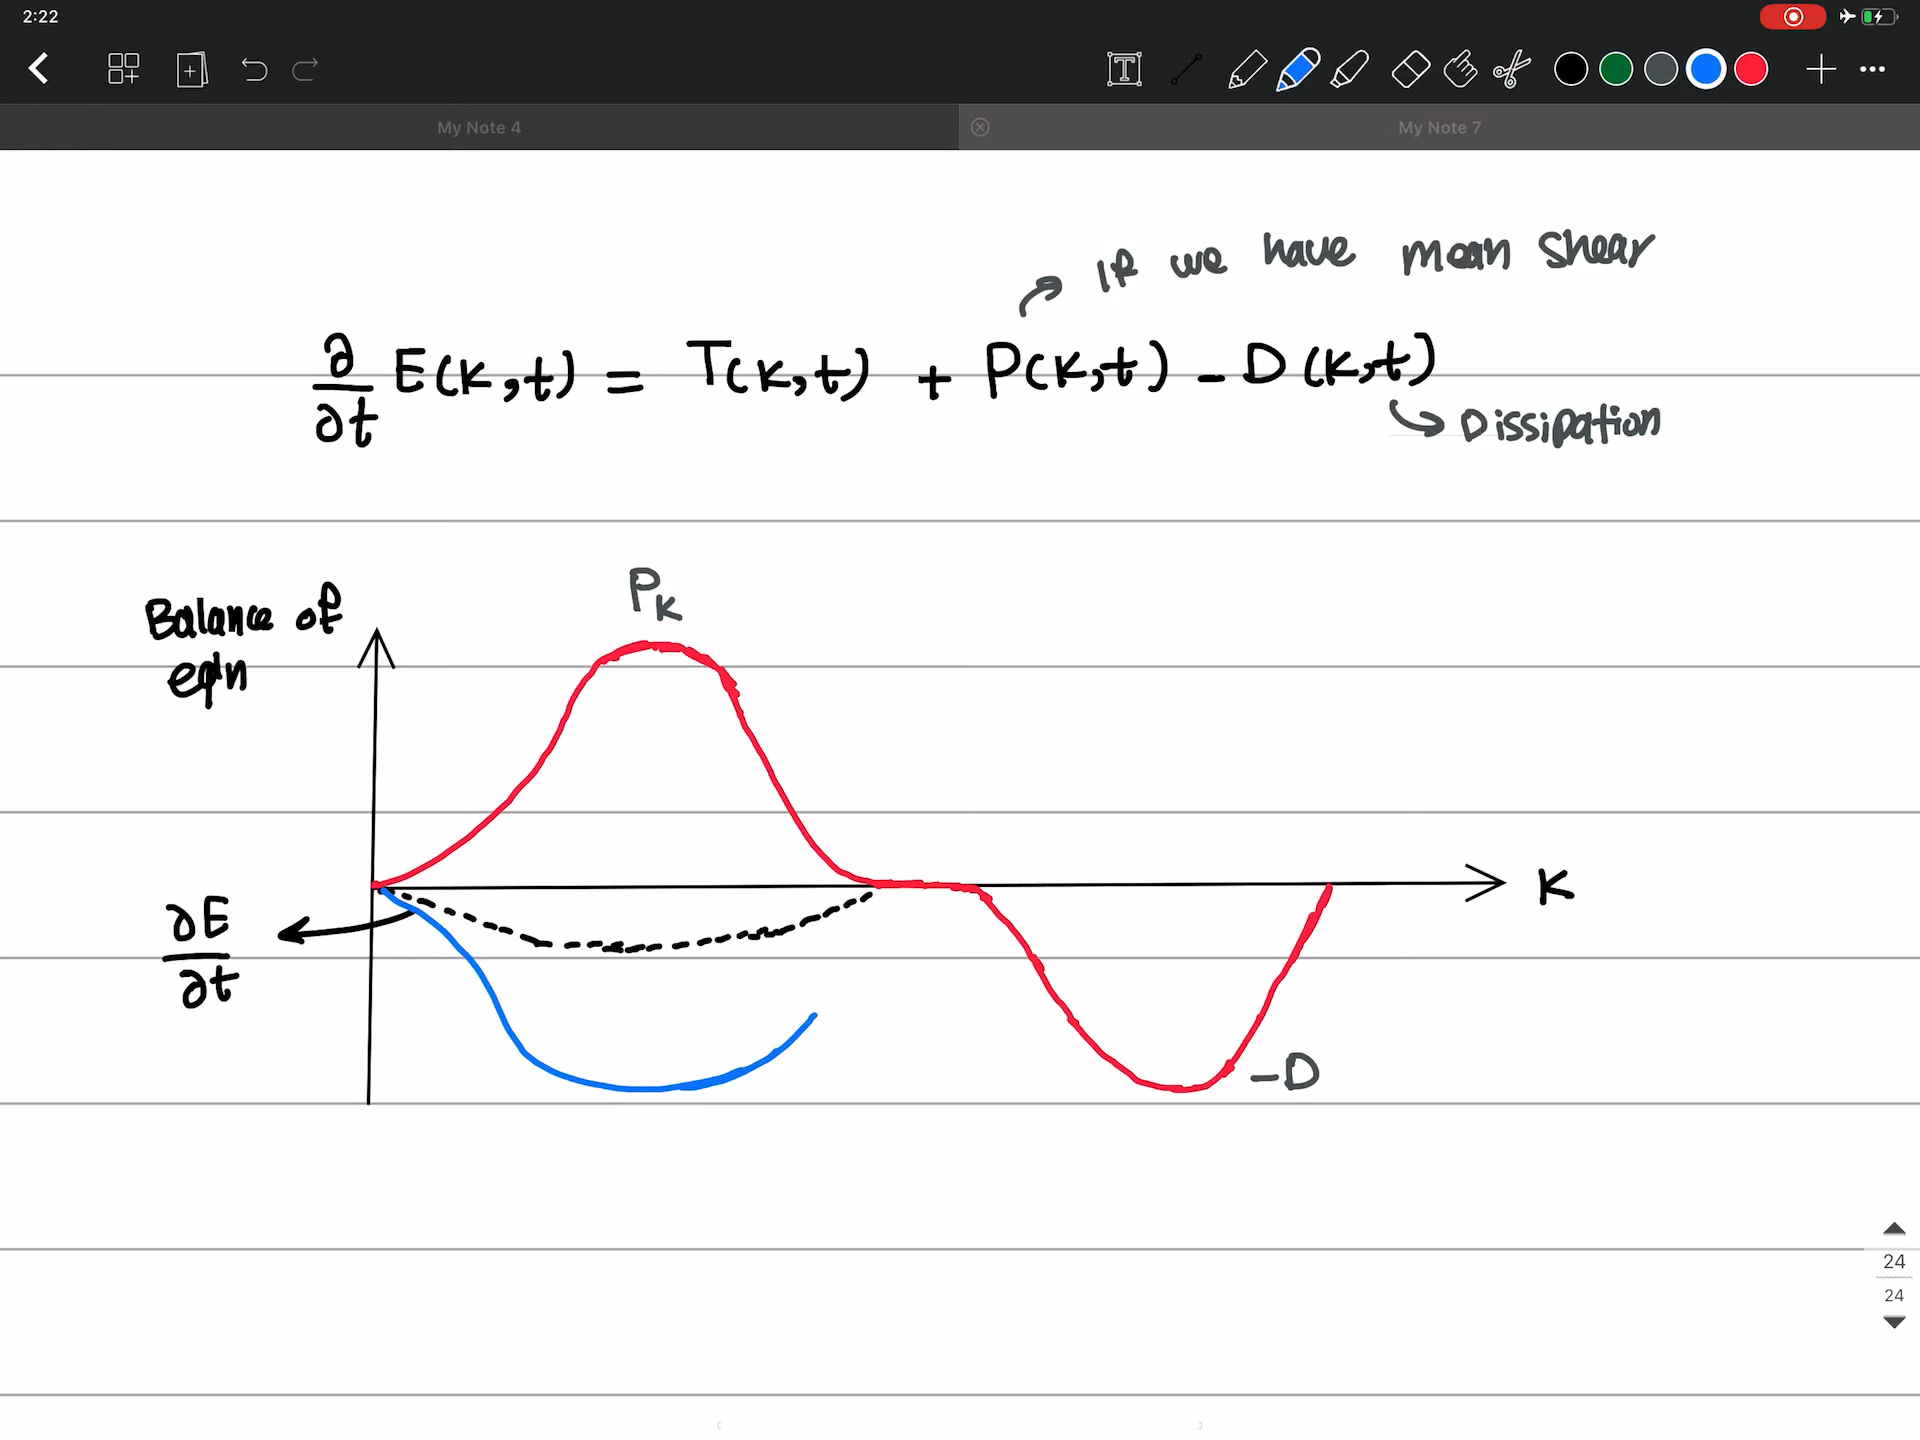 2:22
T
My Note 4
My Note 7
IF we have mean shear
∂/∂t E(K,t) = T(K,t) + P(K,t) - D(K,t)
Dissipation
Balance of
eq'n
P_K
K
∂E/∂t
-D
24
24